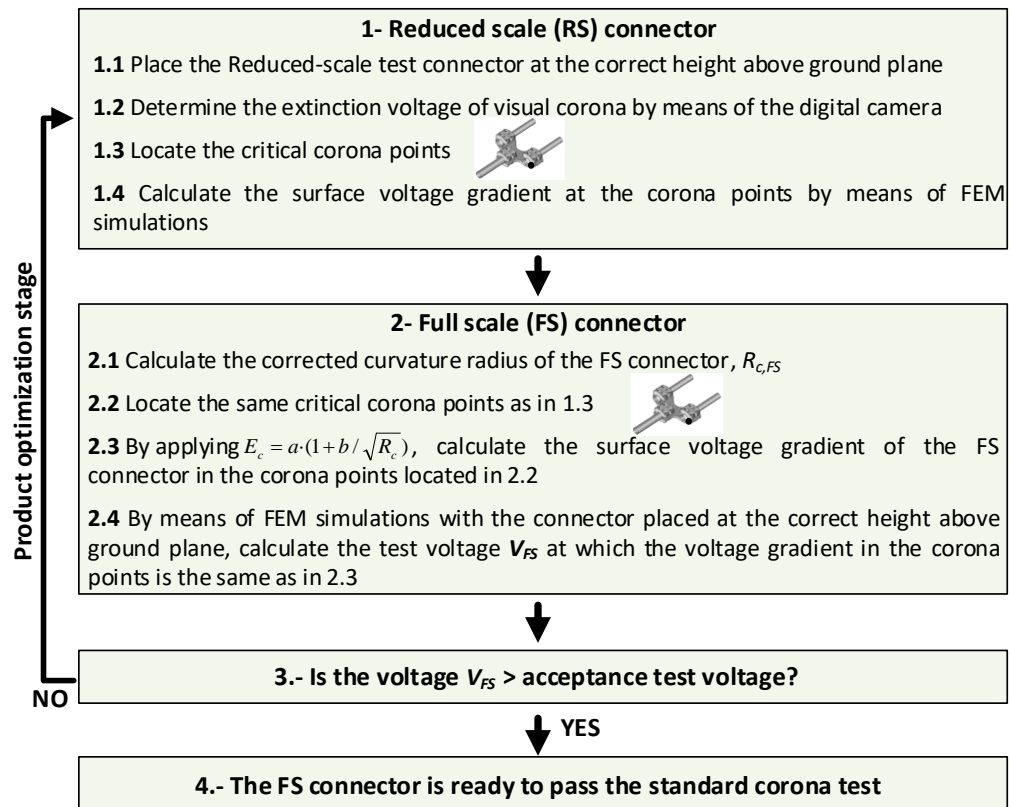 1- Reduced scale (RS) connector
1.1 Place the Reduced-scale test connector at the correct height above ground plane
1.2 Determine the extinction voltage of visual corona by means of the digital camera
1.3 Locate the critical corona points
1.4 Calculate the surface voltage gradient at the corona points by means of FEM
simulations
Product optimization stage
2- Full scale (FS) connector
2.1 Calculate the corrected curvature radius of the FS connector, Rc,FS
2.2 Locate the same critical corona points as in 1.3
2.3 By applying E_c = a·(1+b/√R_c), calculate the surface voltage gradient of the FS
connector in the corona points located in 2.2
2.4 By means of FEM simulations with the connector placed at the correct height above
ground plane, calculate the test voltage VFS at which the voltage gradient in the corona
points is the same as in 2.3
3.- Is the voltage VFS > acceptance test voltage?
NO
YES
4.- The FS connector is ready to pass the standard corona test